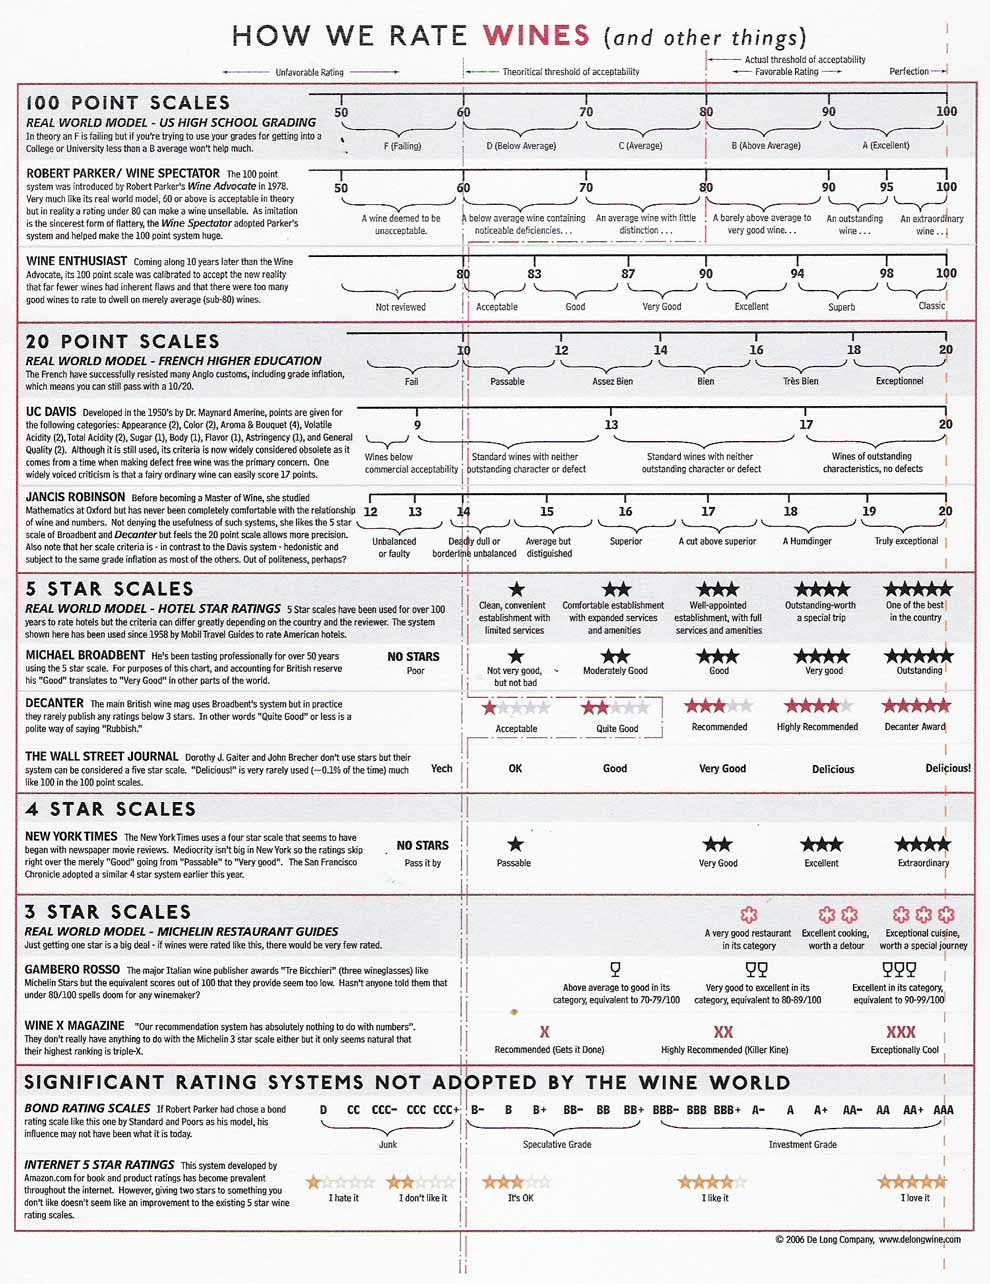 HOW WE RATE WINES (and other things)
Actual threshold of acceptability
Unfavorable Rating Theoritical threshold of acceptability Favorable Rating Perfection
100 POINT SCALES
REAL WORLD MODEL - US HIGH SCHOOL GRADING
In theory an F is failing but if you're trying to use your grades for getting into a
College or University less than a B average won't help much.
50 60 70 80 90 100
F (Failing) D (Below Average) C (Average) B (Above Average) A (Excellent)
ROBERT PARKER/ WINE SPECTATOR The 100 point
system was introduced by Robert Parker's Wine Advocate in 1978.
Very much like its real world model, 60 or above is acceptable in theory
but in reality a rating under 80 can make a wine unsellable. As imitation
is the sincerest form of flattery, the Wine Spectator adopted Parker's
system and helped make the 100 point system huge.
50 60 70 80 90 95 100
A wine deemed to be
unacceptable.
A below average wine containing
noticeable deficiencies...
An average wine with little
distinction...
A barely above average to
very good wine...
An outstanding
wine...
An extraordinary
wine...
WINE ENTHUSIAST Coming along 10 years later than the Wine
Advocate, its 100 point scale was calibrated to accept the new reality
that far fewer wines had inherent flaws and that there were too many
good wines to rate to dwell on merely average (sub-80) wines.
80 83 87 90 94 98 100
Not reviewed Acceptable Good Very Good Excellent Superb Classic
20 POINT SCALES
REAL WORLD MODEL - FRENCH HIGHER EDUCATION
The French have successfully resisted many Anglo customs, including grade inflation,
which means you can still pass with a 10/20.
10 12 14 16 18 20
Fail Passable Assez Bien Bien Très Bien Exceptionnel
UC DAVIS Developed in the 1950's by Dr. Maynard Amerine, points are given for
the following categories: Appearance (2), Color (2), Aroma & Bouquet (4), Volatile
Acidity (2), Total Acidity (2), Sugar (1), Body (1), Flavor (1), Astringency (1), and General
Quality (2). Although it is still used, its criteria is now widely considered obsolete as it
comes from a time when making defect free wine was the primary concern. One
widely voiced criticism is that a fairy ordinary wine can easily score 17 points.
9 13 17 20
Wines below
commercial acceptability
Standard wines with neither
outstanding character or defect
Standard wines with neither
outstanding character or defect
Wines of outstanding
characteristics, no defects
JANCIS ROBINSON Before becoming a Master of Wine, she studied
Mathematics at Oxford but has never been completely comfortable with the relationship
of wine and numbers. Not denying the usefulness of such systems, she likes the 5 star
scale of Broadbent and Decanter but feels the 20 point scale allows more precision.
Also note that her scale criteria is - in contrast to the Davis system - hedonistic and
subject to the same grade inflation as most of the others. Out of politeness, perhaps?
12 13 14 15 16 17 18 19 20
Unbalanced
or faulty
Deadly dull or
borderline unbalanced
Average but
distiguished
Superior A cut above superior A Humdinger Truly exceptional
5 STAR SCALES
REAL WORLD MODEL - HOTEL STAR RATINGS 5 Star scales have been used for over 100
years to rate hotels but the criteria can differ greatly depending on the country and the reviewer. The system
shown here has been used since 1958 by Mobil Travel Guides to rate American hotels.
Clean, convenient
establishment with
limited services
Comfortable establishment
with expanded services
and amenities
Well-appointed
establishment, with full
services and amenities
Outstanding-worth
a special trip
One of the best
in the country
MICHAEL BROADBENT He's been tasting professionally for over 50 years
using the 5 star scale. For purposes of this chart, and accounting for British reserve
his "Good" translates to "Very Good" in other parts of the world.
NO STARS
Poor
Not very good,
but not bad
Moderately Good Good Very good Outstanding
DECANTER The main British wine mag uses Broadbent's system but in practice
they rarely publish any ratings below 3 stars. In other words "Quite Good" or less is a
polite way of saying "Rubbish."
Acceptable Quite Good Recommended Highly Recommended Decanter Award
THE WALL STREET JOURNAL Dorothy J. Gaiter and John Brecher don't use stars but their
system can be considered a five star scale. "Delicious!" is very rarely used (~0.1% of the time) much
like 100 in the 100 point scales.
Yech OK Good Very Good Delicious Delicious!
4 STAR SCALES
NEW YORK TIMES The New York Times uses a four star scale that seems to have
began with newspaper movie reviews. Mediocrity isn't big in New York so the ratings skip
right over the merely "Good" going from "Passable" to "Very good". The San Francisco
Chronicle adopted a similar 4 star system earlier this year.
NO STARS
Pass it by Passable Very Good Excellent Extraordinary
3 STAR SCALES
REAL WORLD MODEL - MICHELIN RESTAURANT GUIDES
Just getting one star is a big deal - if wines were rated like this, there would be very few rated.
A very good restaurant
in its category
Excellent cooking,
worth a detour
Exceptional cuisine,
worth a special journey
GAMBERO ROSSO The major Italian wine publisher awards "Tre Bicchieri" (three wineglasses) like
Michelin Stars but the equivalent scores out of 100 that they provide seem too low. Hasn't anyone told them that
under 80/100 spells doom for any winemaker?
Above average to good in its
category, equivalent to 70-79/100
Very good to excellent in its
category, equivalent to 80-89/100
Excellent in its category,
equivalent to 90-99/100
WINE X MAGAZINE "Our recommendation system has absolutely nothing to do with numbers".
They don't really have anything to do with the Michelin 3 star scale either but it only seems natural that
their highest ranking is triple-X.
X XX XXX
Recommended (Gets it Done) Highly Recommended (Killer Kine) Exceptionally Cool
SIGNIFICANT RATING SYSTEMS NOT ADOPTED BY THE WINE WORLD
BOND RATING SCALES If Robert Parker had chose a bond
rating scale like this one by Standard and Poors as his model, his
influence may not have been what it is today.
D CC CCC- CCC CCC+ B- B B+ BB- BB BB+ BBB- BBB BBB+ A- A A+ AA- AA AA+ AAA
Junk Speculative Grade Investment Grade
INTERNET 5 STAR RATINGS This system developed by
Amazon.com for book and product ratings has become prevalent
throughout the internet. However, giving two stars to something you
don't like doesn't seem like an improvement to the existing 5 star wine
rating scales.
I hate it I don't like it It's OK I like it I love it
© 2006 De Long Company, www.delongwine.com